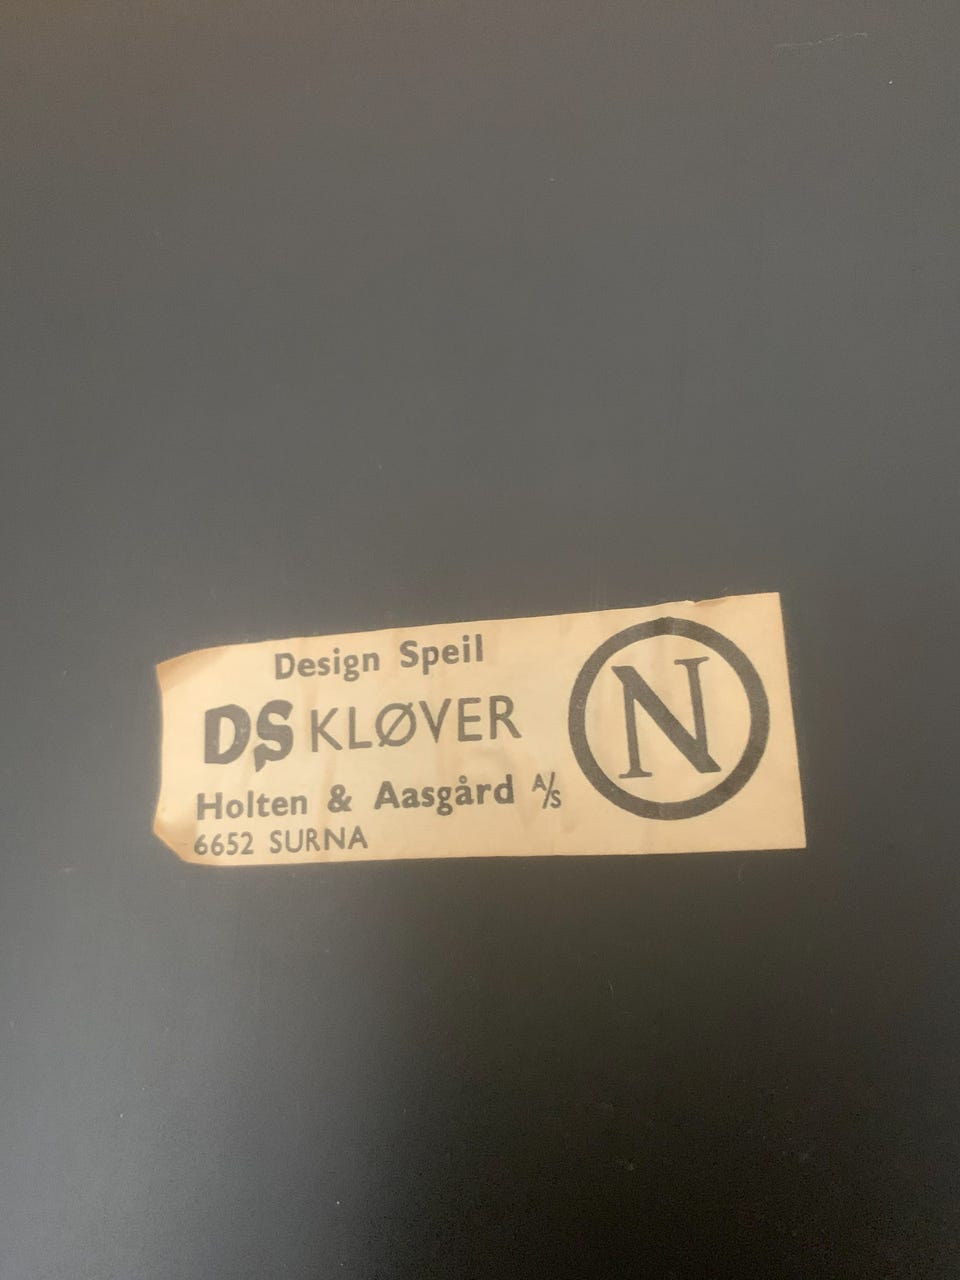 Design Speil
DS KLØVER
Holten & Aasgård A/S
6652 SURNA
N